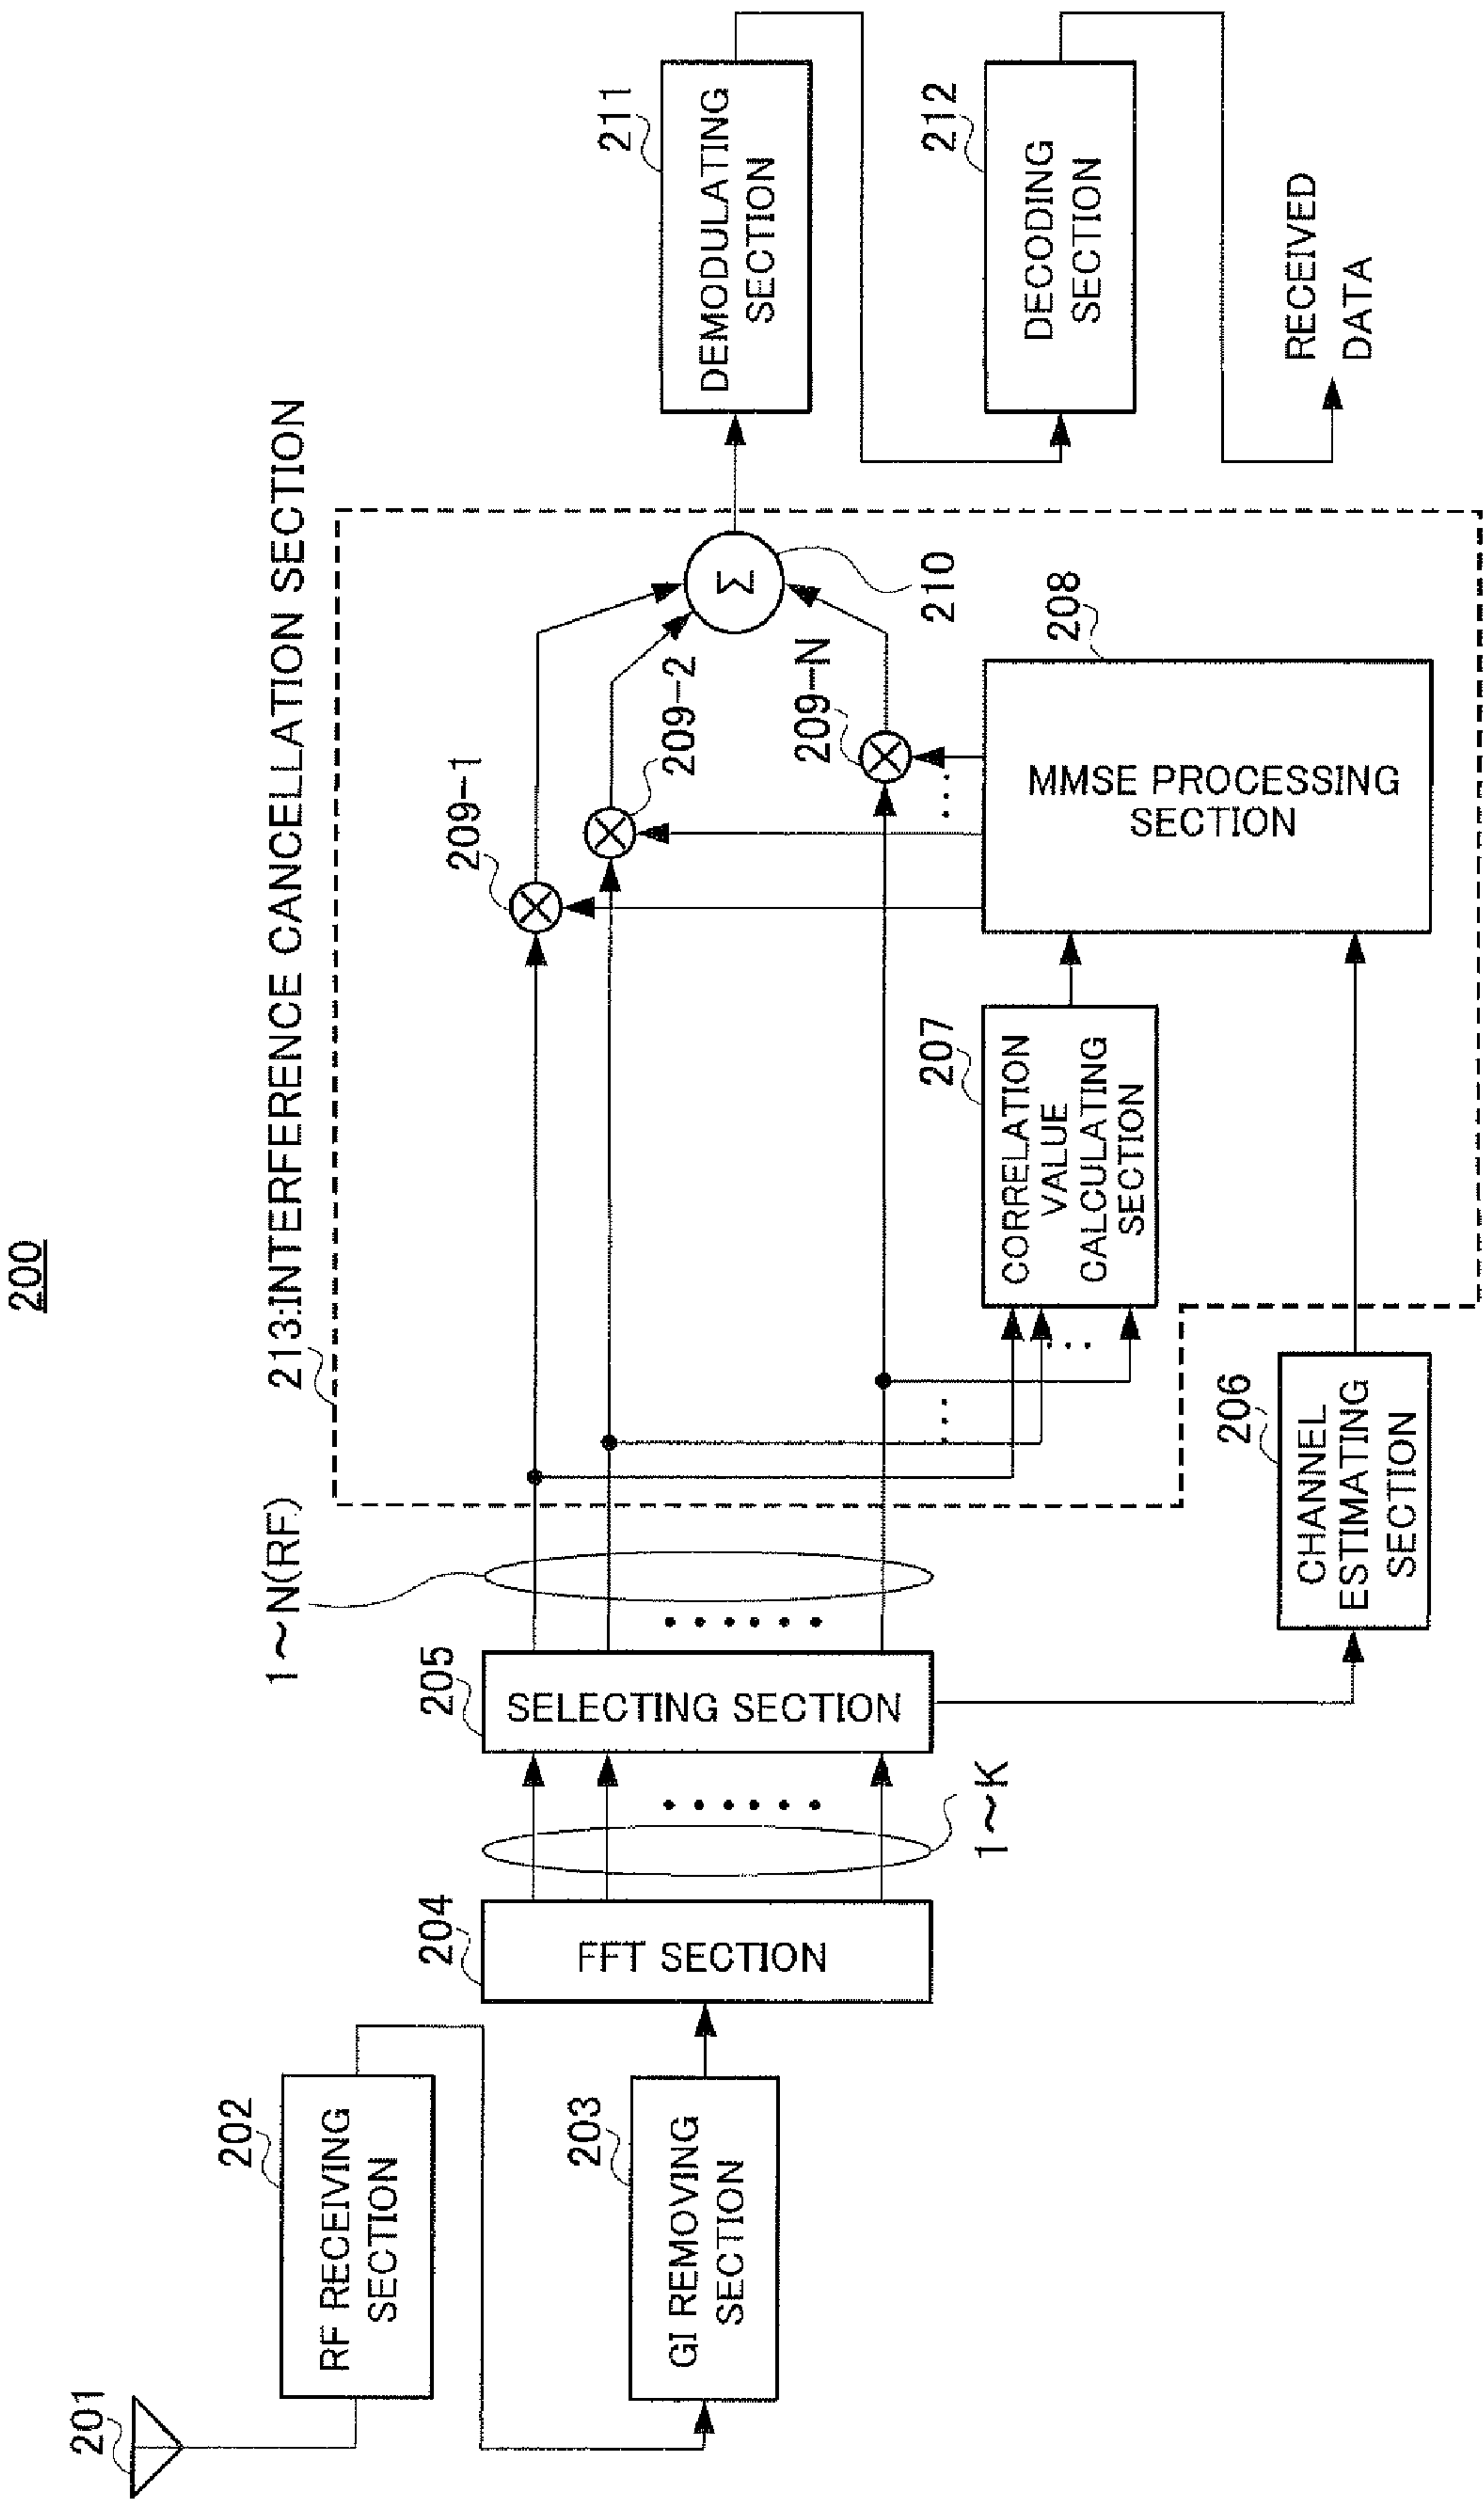 200
201
202
RF RECEIVING
SECTION
203
GI REMOVING
SECTION
204
FFT SECTION
1~K
205
SELECTING SECTION
1~N(RF)
206
CHANNEL
ESTIMATING
SECTION
213:INTERFERENCE CANCELLATION SECTION
207
CORRELATION
VALUE
CALCULATING
SECTION
208
MMSE PROCESSING
SECTION
209-1
209-2
209-N
Σ
210
211
DEMODULATING
SECTION
212
DECODING
SECTION
RECEIVED
DATA